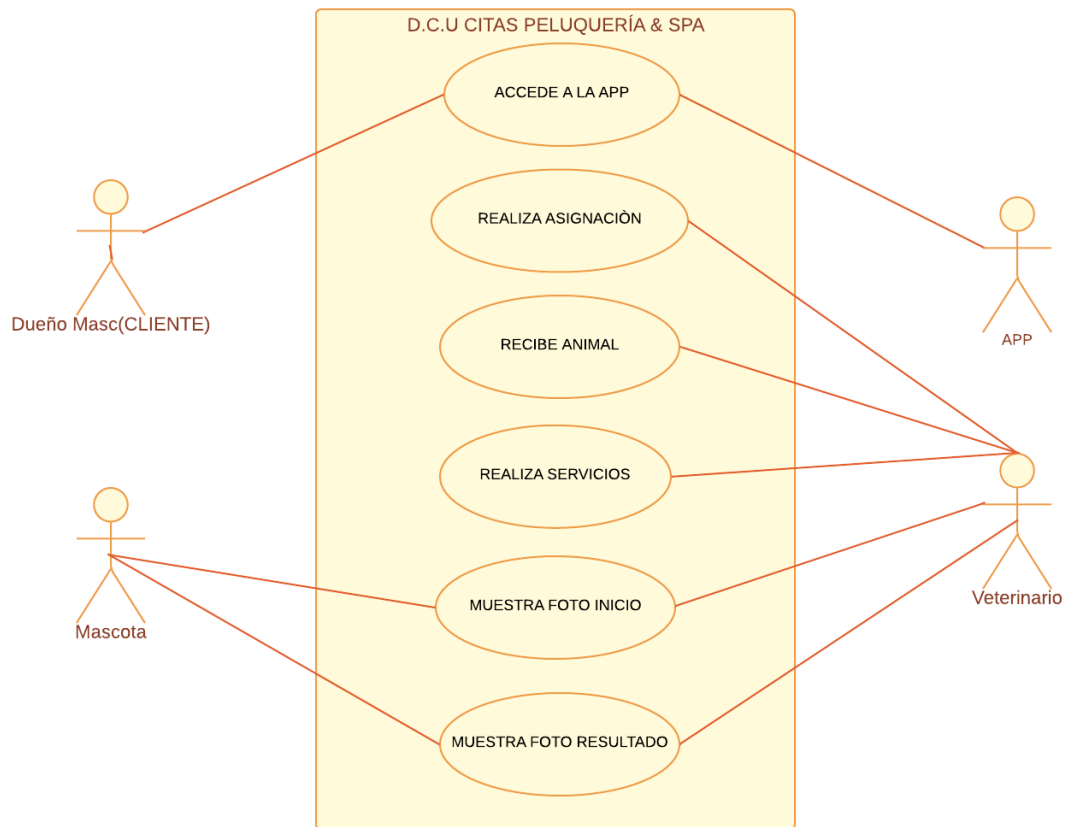 D.C.U CITAS PELUQUERÍA & SPA
ACCEDE A LA APP
REALIZA ASIGNACIÒN
RECIBE ANIMAL
REALIZA SERVICIOS
MUESTRA FOTO INICIO
MUESTRA FOTO RESULTADO
Dueño Masc(CLIENTE)
Mascota
APP
Veterinario